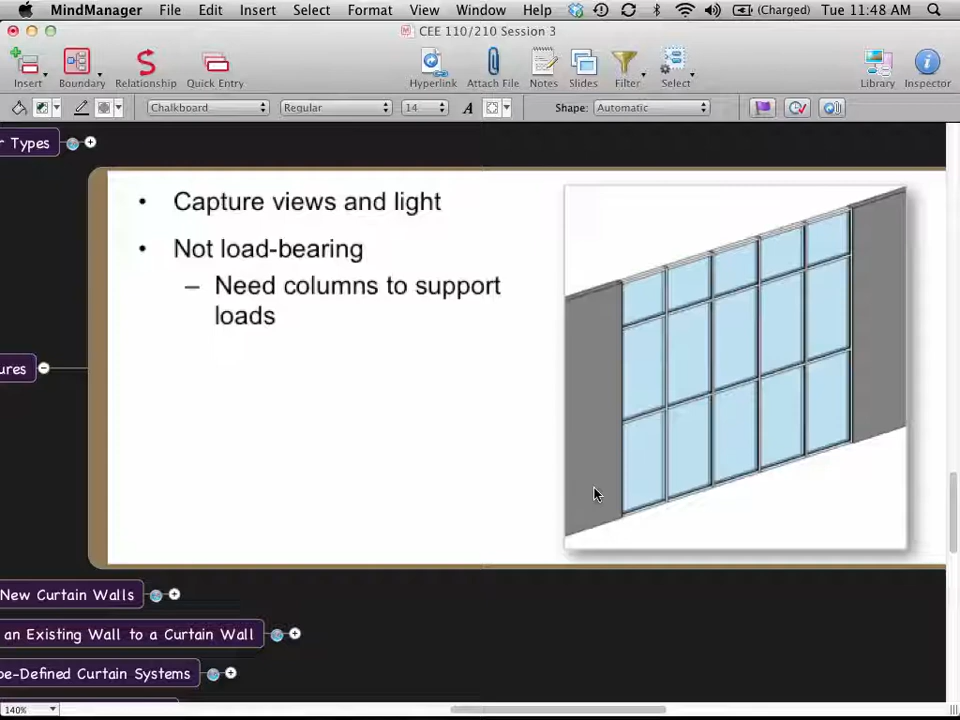 MindManager File Edit Insert Select Format View Window Help (Charged) Tue 11:48 AM
CEE 110/210 Session 3
Insert Boundary Relationship Quick Entry Hyperlink Attach File Notes Slides Filter Select Library Inspector
Chalkboard Regular 14 A Shape: Automatic
r Types
• Capture views and light
• Not load-bearing
– Need columns to support
loads
ures
New Curtain Walls
an Existing Wall to a Curtain Wall
pe-Defined Curtain Systems
140%